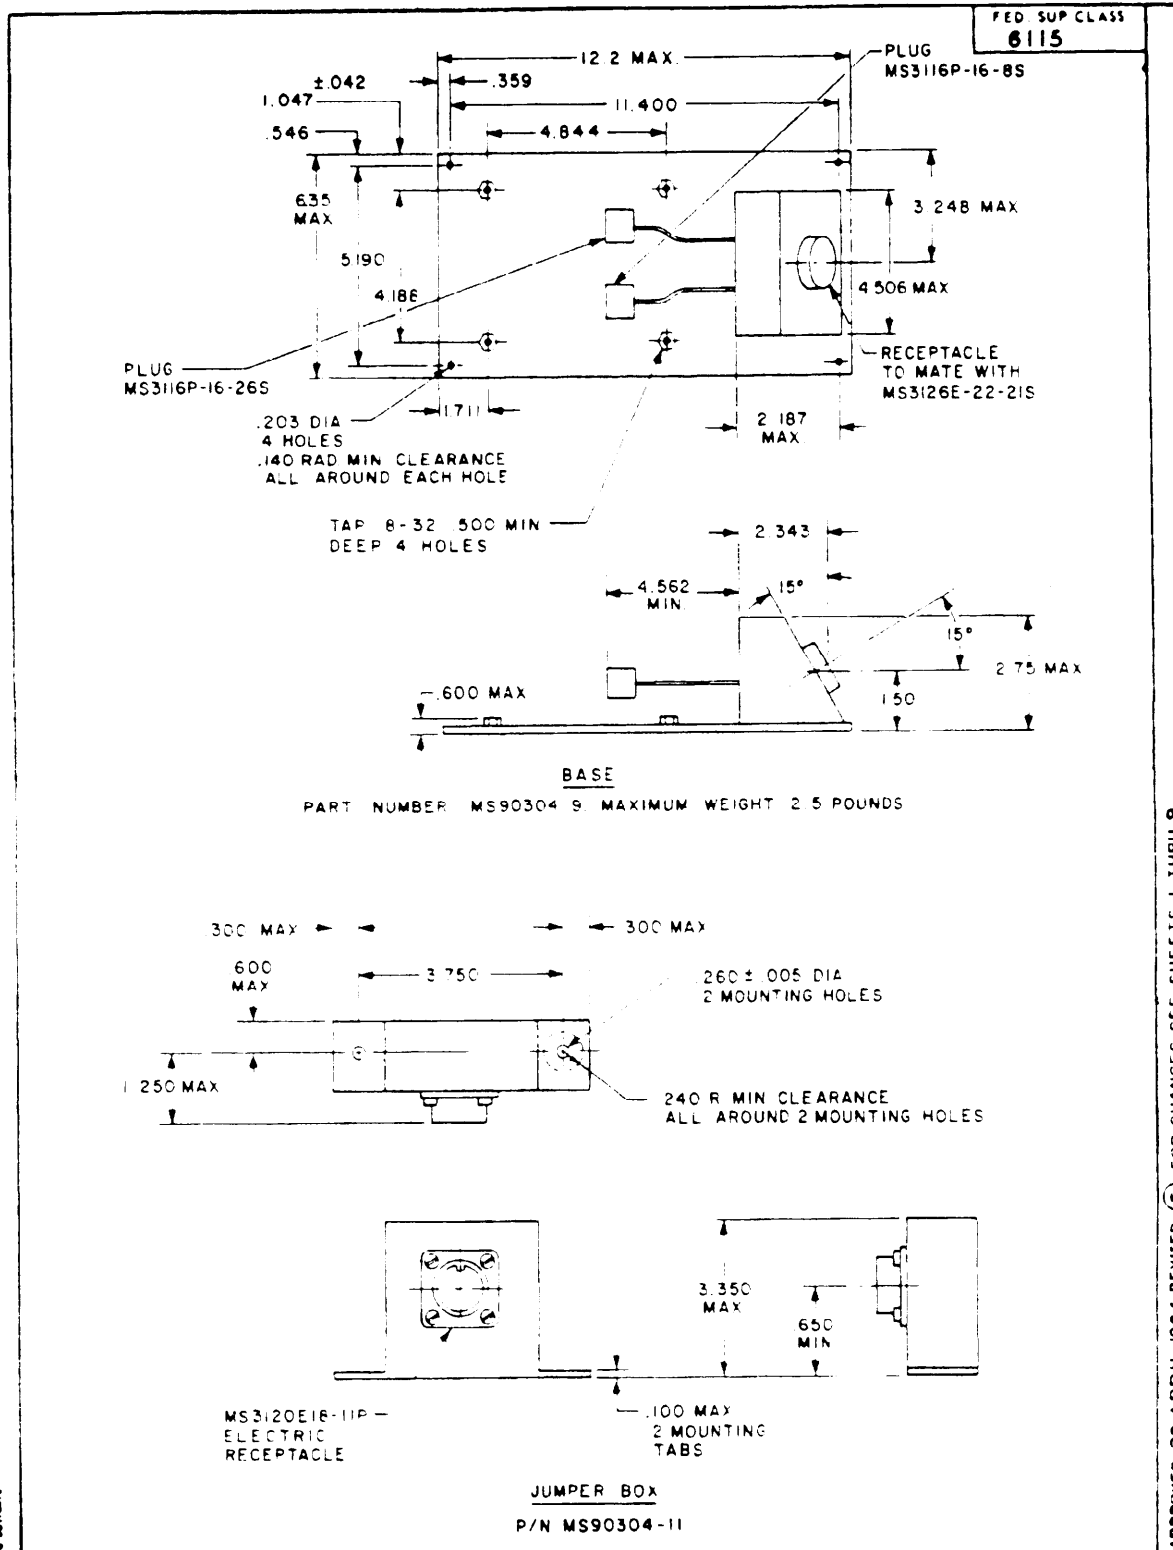 FED. SUP CLASS
6115
12.2 MAX.
PLUG
MS3116P-16-8S
±.042
.359
1.047
11.400
.546
4.844
6.35
MAX
3.248 MAX
5.190
4.188
4.506 MAX
PLUG
MS3116P-16-26S
RECEPTACLE
TO MATE WITH
MS3126E-22-21S
1.711
.203 DIA
4 HOLES
.140 RAD MIN CLEARANCE
ALL AROUND EACH HOLE
2.187
MAX.
TAP 8-32 .500 MIN
DEEP 4 HOLES
2.343
4.562
MIN.
15°
15°
2.75 MAX
1.50
.600 MAX
BASE
PART NUMBER MS90304 9. MAXIMUM WEIGHT 2.5 POUNDS
.300 MAX
.300 MAX
.600
MAX
3.750
.260 ± .005 DIA
2 MOUNTING HOLES
1.250 MAX
.240 R MIN CLEARANCE
ALL AROUND 2 MOUNTING HOLES
3.350
MAX
.650
MIN
MS3120E18-11P
ELECTRIC
RECEPTACLE
.100 MAX
2 MOUNTING
TABS
JUMPER BOX
P/N MS90304-11